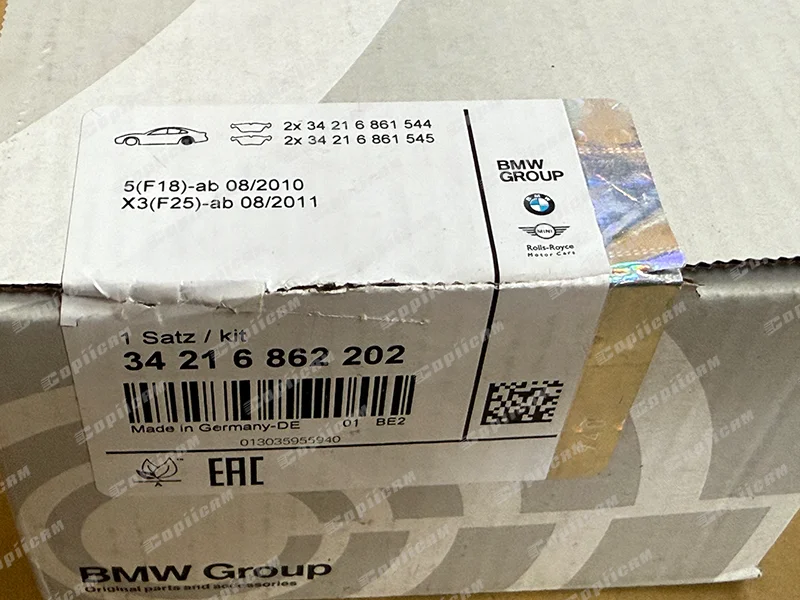 2x 34 21 6 861 544
2x 34 21 6 861 545
5(F18)-ab 08/2010
X3(F25)-ab 08/2011
BMW
GROUP
MINI
Rolls-Royce
Motor Cars
1 Satz / kit
34 21 6 862 202
Made in Germany-DE 01 BE2
013035955940
EAC
BMW Group
Original parts and accessories
COPIICAM